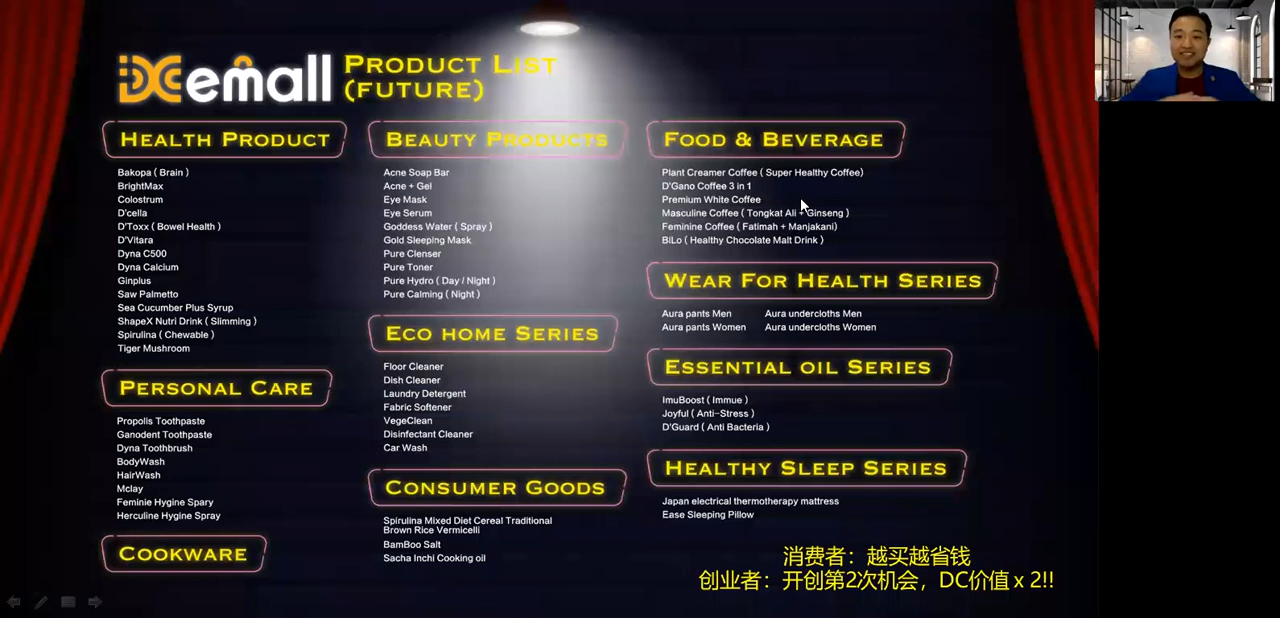 DC emall
PRODUCT LIST
(FUTURE)
HEALTH PRODUCT
Bakopa ( Brain )
BrightMax
Colostrum
D'cella
D'Toxx ( Bowel Health )
D'Vitara
Dyna C500
Dyna Calcium
Ginplus
Saw Palmetto
Sea Cucumber Plus Syrup
ShapeX Nutri Drink ( Slimming )
Spirulina ( Chewable )
Tiger Mushroom
PERSONAL CARE
Propolis Toothpaste
Ganodent Toothpaste
Dyna Toothbrush
BodyWash
HairWash
Mclay
Feminie Hygine Spary
Herculine Hygine Spray
COOKWARE
BEAUTY PRODUCTS
Acne Soap Bar
Acne + Gel
Eye Mask
Eye Serum
Goddess Water ( Spray )
Gold Sleeping Mask
Pure Clenser
Pure Toner
Pure Hydro ( Day / Night )
Pure Calming ( Night )
ECO HOME SERIES
Floor Cleaner
Dish Cleaner
Laundry Detergent
Fabric Softener
VegeClean
Disinfectant Cleaner
Car Wash
CONSUMER GOODS
Spirulina Mixed Diet Cereal Traditional
Brown Rice Vermicelli
BamBoo Salt
Sacha Inchi Cooking oil
FOOD & BEVERAGE
Plant Creamer Coffee ( Super Healthy Coffee)
D'Gano Coffee 3 in 1
Premium White Coffee
Masculine Coffee ( Tongkat Ali + Ginseng )
Feminine Coffee ( Fatimah + Manjakani)
BiLo ( Healthy Chocolate Malt Drink )
WEAR FOR HEALTH SERIES
Aura pants Men Aura undercloths Men
Aura pants Women Aura undercloths Women
ESSENTIAL OIL SERIES
ImuBoost ( Immue )
Joyful ( Anti-Stress )
D'Guard ( Anti Bacteria )
HEALTHY SLEEP SERIES
Japan electrical thermotherapy mattress
Ease Sleeping Pillow
消费者：越买越省钱
创业者：开创第2次机会，DC价值 x 2!!